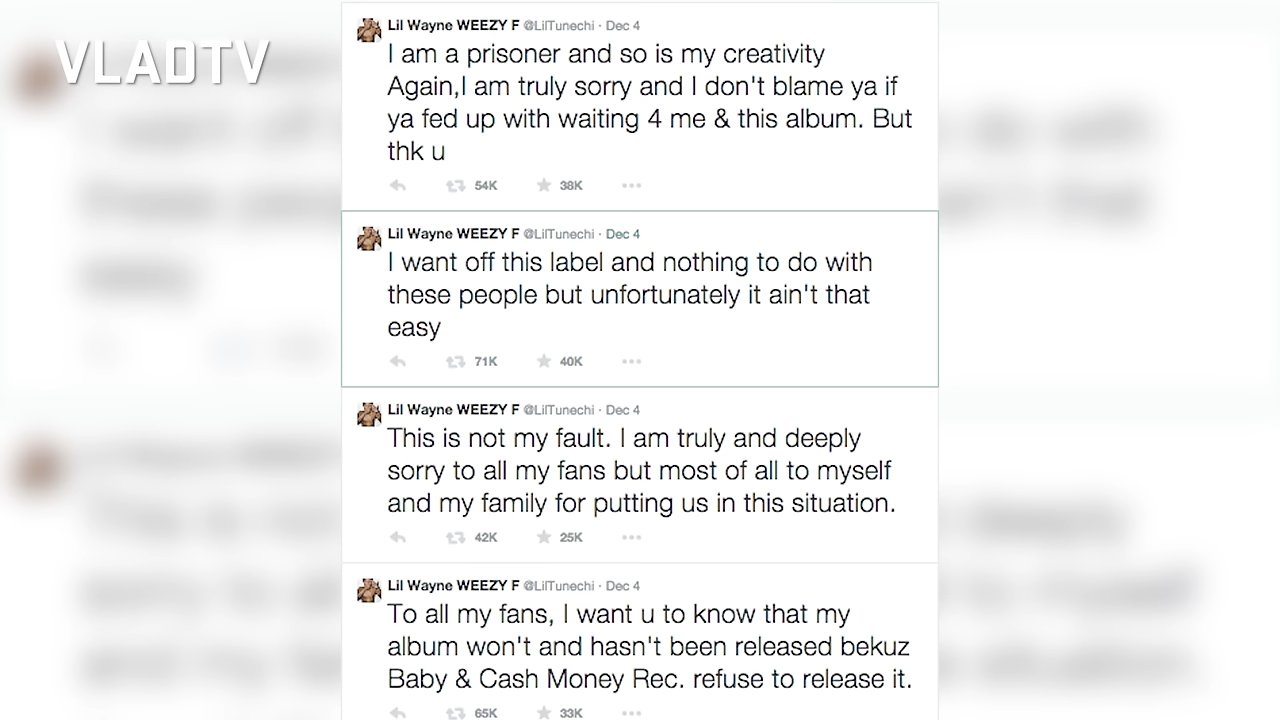 VLADTV
Lil Wayne WEEZY F @LilTunechi · Dec 4
I am a prisoner and so is my creativity
Again,I am truly sorry and I don't blame ya if
ya fed up with waiting 4 me & this album. But
thk u
54K 38K
Lil Wayne WEEZY F @LilTunechi · Dec 4
I want off this label and nothing to do with
these people but unfortunately it ain't that
easy
71K 40K
Lil Wayne WEEZY F @LilTunechi · Dec 4
This is not my fault. I am truly and deeply
sorry to all my fans but most of all to myself
and my family for putting us in this situation.
42K 25K
Lil Wayne WEEZY F @LilTunechi · Dec 4
To all my fans, I want u to know that my
album won't and hasn't been released bekuz
Baby & Cash Money Rec. refuse to release it.
65K 33K